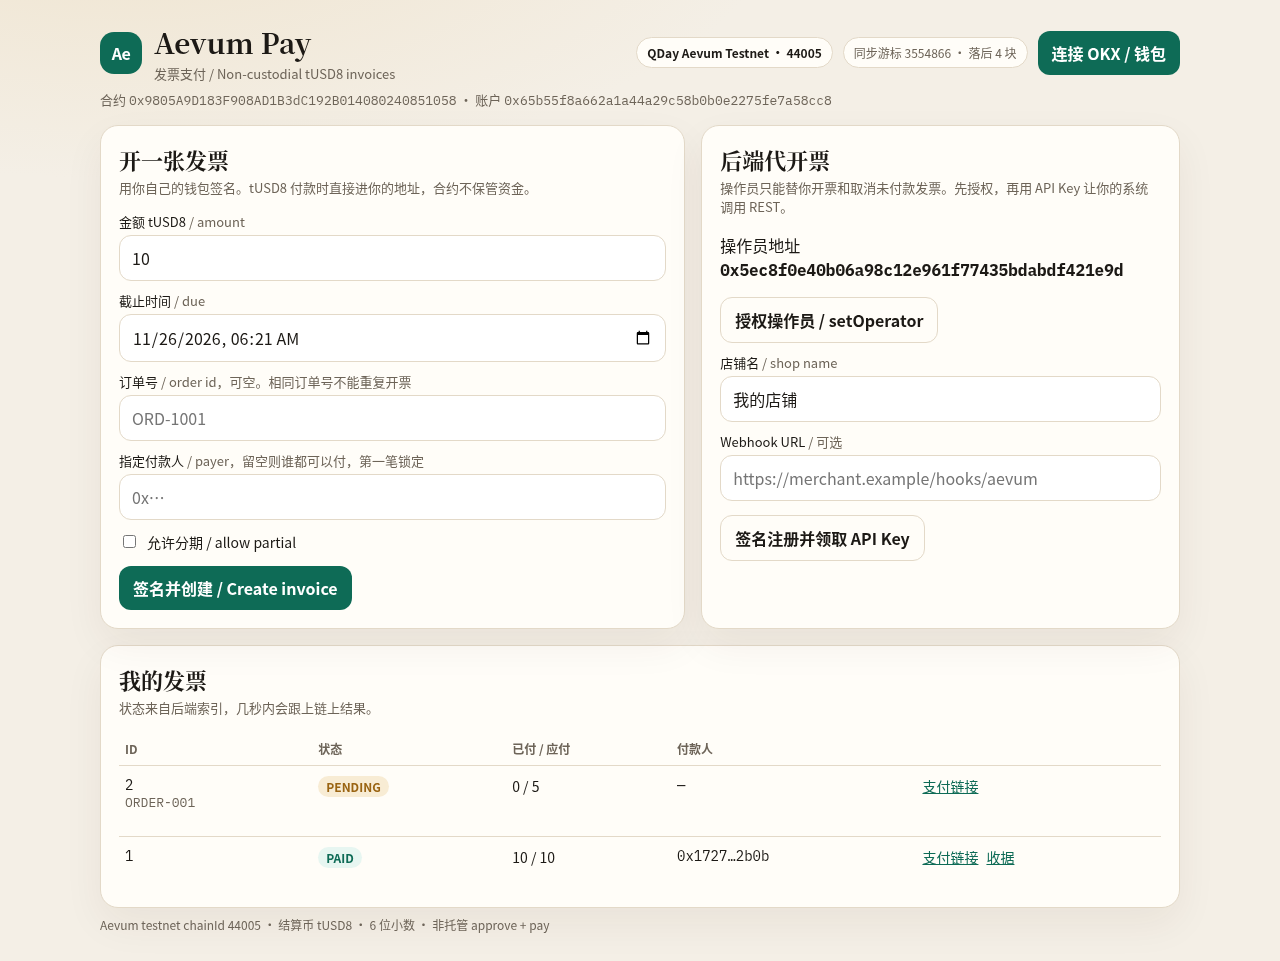 Ae
Aevum Pay
发票支付 / Non-custodial tUSD8 invoices
QDay Aevum Testnet · 44005
同步游标 3554866 · 落后 4 块
连接 OKX / 钱包
合约 0x9805A9D183F908AD1B3dC192B014080240851058 · 账户 0x65b55f8a662a1a44a29c58b0b0e2275fe7a58cc8
开一张发票
用你自己的钱包签名。tUSD8 付款时直接进你的地址，合约不保管资金。
金额 tUSD8 / amount
10
截止时间 / due
11/26/2026, 06:21 AM
订单号 / order id，可空。相同订单号不能重复开票
ORD-1001
指定付款人 / payer，留空则谁都可以付，第一笔锁定
0x…
允许分期 / allow partial
签名并创建 / Create invoice
后端代开票
操作员只能替你开票和取消未付款发票。先授权，再用 API Key 让你的系统
调用 REST。
操作员地址
0x5ec8f0e40b06a98c12e961f77435bdabdf421e9d
授权操作员 / setOperator
店铺名 / shop name
我的店铺
Webhook URL / 可选
https://merchant.example/hooks/aevum
签名注册并领取 API Key
我的发票
状态来自后端索引，几秒内会跟上链上结果。
ID 状态 已付 / 应付 付款人
2 PENDING 0 / 5 — 支付链接
ORDER-001
1 PAID 10 / 10 0x1727…2b0b 支付链接 收据
Aevum testnet chainId 44005 · 结算币 tUSD8 · 6 位小数 · 非托管 approve + pay